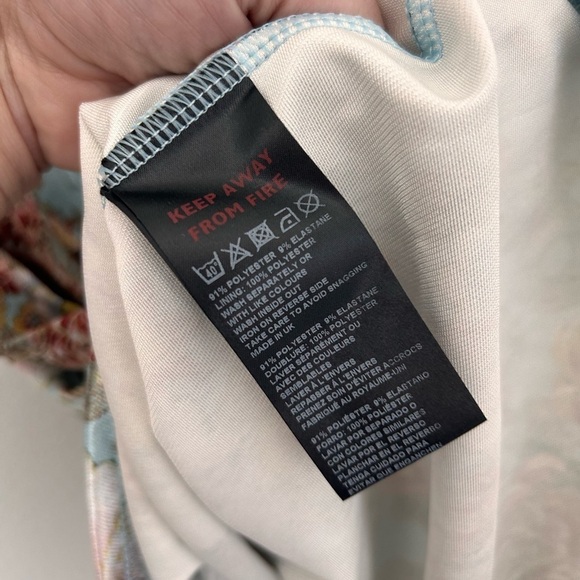 KEEP AWAY
FROM FIRE
40°
91% POLYESTER 9% ELASTANE
LINING: 100% POLYESTER
WASH SEPARATELY OR
WITH LIKE COLOURS
WASH INSIDE OUT
IRON ON REVERSE SIDE
TAKE CARE TO AVOID SNAGGING
MADE IN UK
91% POLYESTER 9% ELASTANE
DOUBLURE: 100% POLYESTER
LAVER SÉPARÉMENT OU
AVEC DES COULEURS
SEMBLABLES
LAVER À L'ENVERS
REPASSER À L'ENVERS
PRENEZ SOIN D'ÉVITER ACCROCS
FABRIQUÉ AU ROYAUME-UNI
91% POLIÉSTER 9% ELASTANO
FORRO: 100% POLIÉSTER
LAVAR POR SEPARADO O
CON COLORES SIMILARES
LAVAR POR EL REVERSO
PLANCHAR EN EL REVERSO
TENGA CUIDADO PARA
EVITAR QUE ENGANCHEN